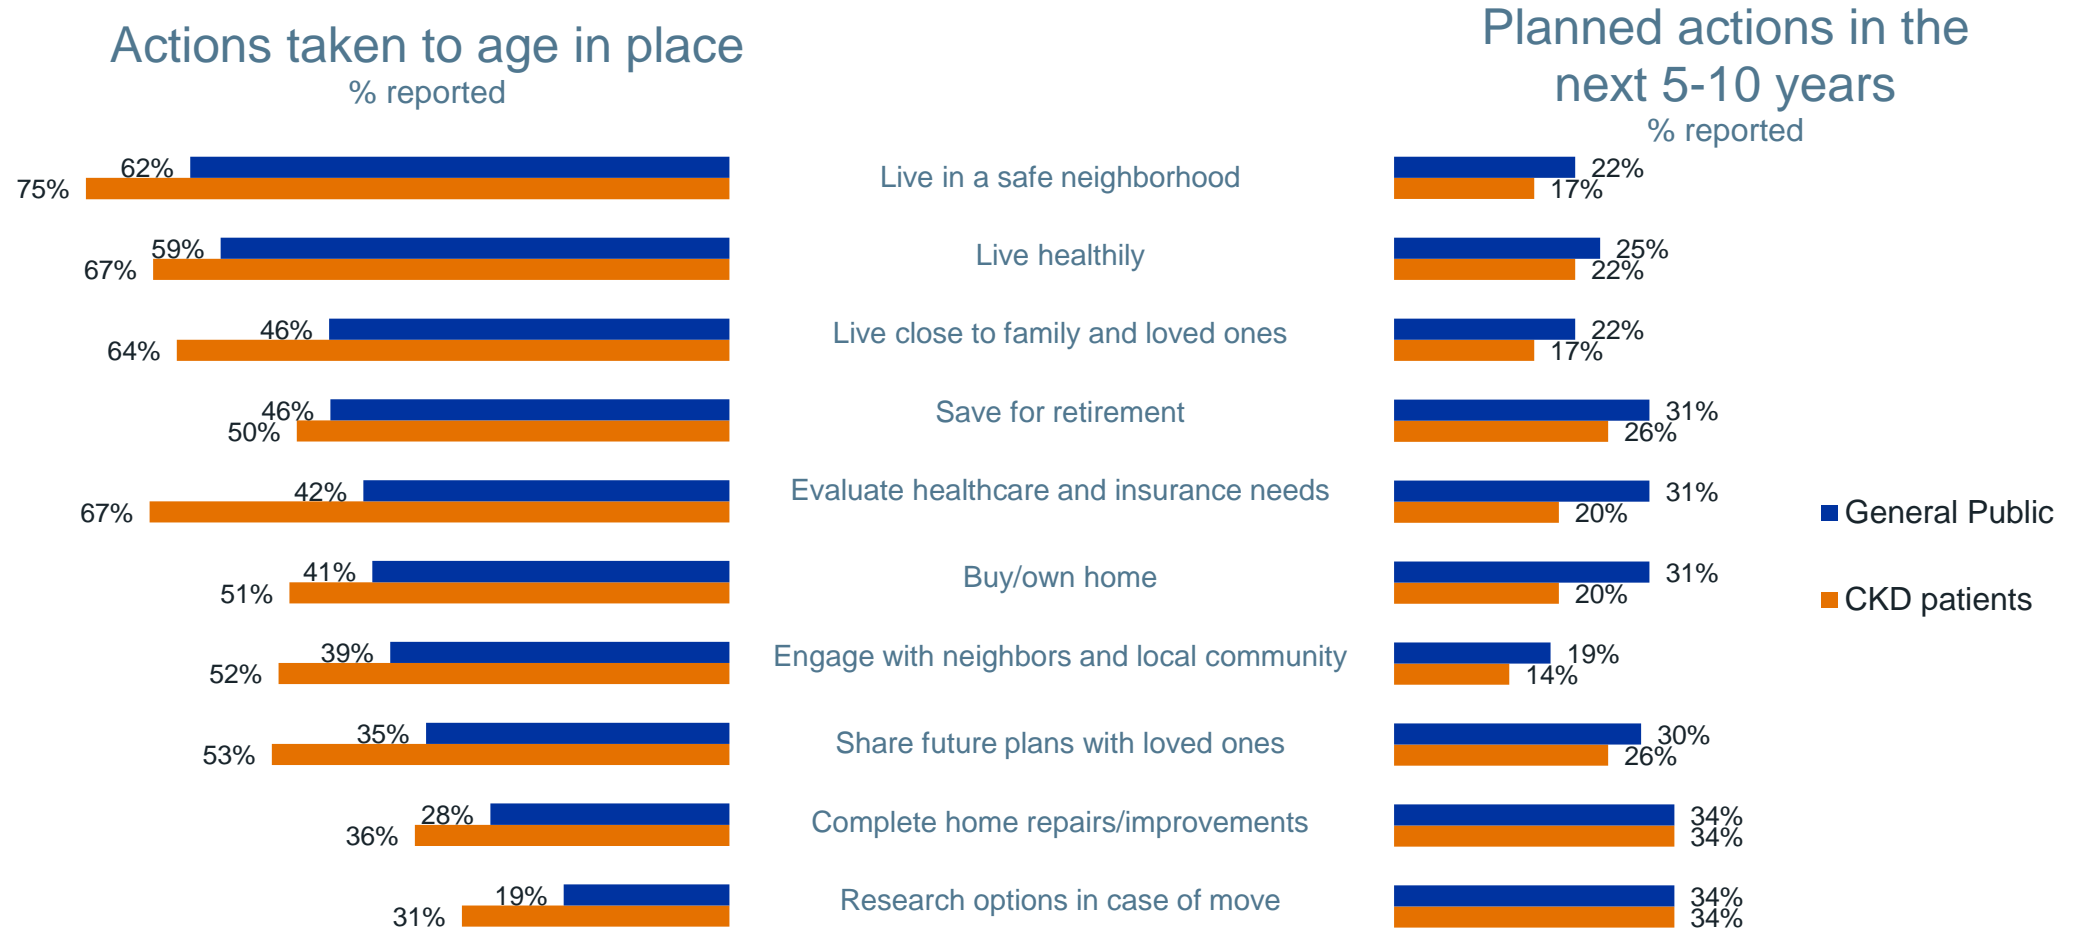 Actions taken to age in place
% reported
Planned actions in the
next 5-10 years
% reported
62%
75%
Live in a safe neighborhood
22%
17%
59%
67%
Live healthily
25%
22%
46%
64%
Live close to family and loved ones
22%
17%
46%
50%
Save for retirement
31%
26%
42%
67%
Evaluate healthcare and insurance needs
31%
20%
41%
51%
Buy/own home
31%
20%
39%
52%
Engage with neighbors and local community
19%
14%
35%
53%
Share future plans with loved ones
30%
26%
28%
36%
Complete home repairs/improvements
34%
34%
19%
31%
Research options in case of move
34%
34%
General Public
CKD patients